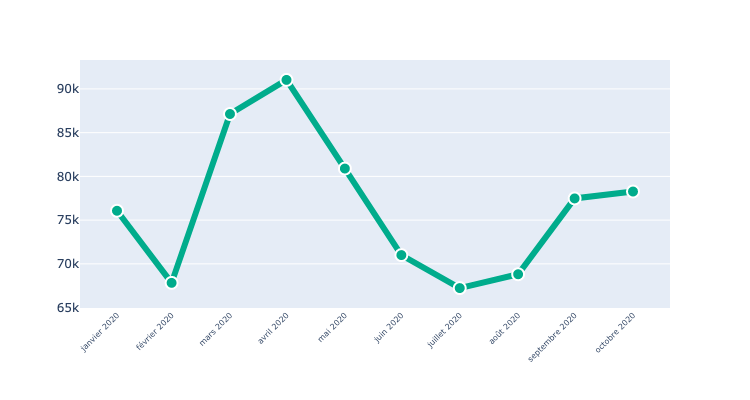 90k
85k
80k
75k
70k
65k
janvier 2020
février 2020
mars 2020
avril 2020
mai 2020
juin 2020
juillet 2020
août 2020
septembre 2020
octobre 2020